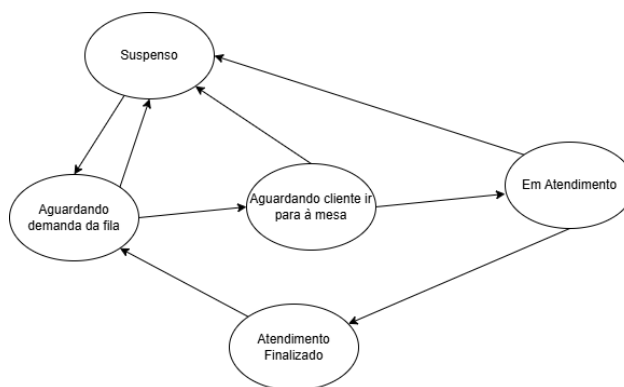 Suspenso
Aguardando
demanda da fila
Aguardando cliente ir
para á mesa
Em Atendimento
Atendimento
Finalizado